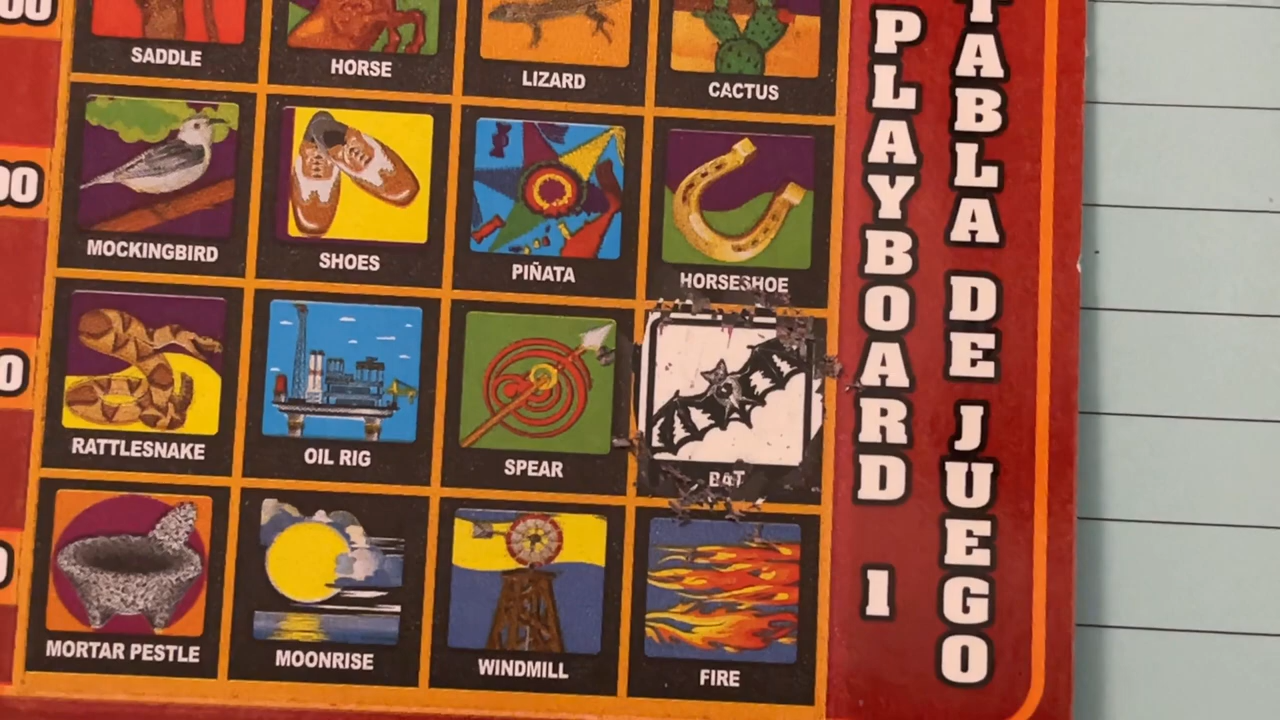 SADDLE
HORSE
LIZARD
CACTUS
MOCKINGBIRD
SHOES
PIÑATA
HORSESHOE
RATTLESNAKE
OIL RIG
SPEAR
BAT
MORTAR PESTLE
MOONRISE
WINDMILL
FIRE
PLAYBOARD 1
TABLA DE JUEGO